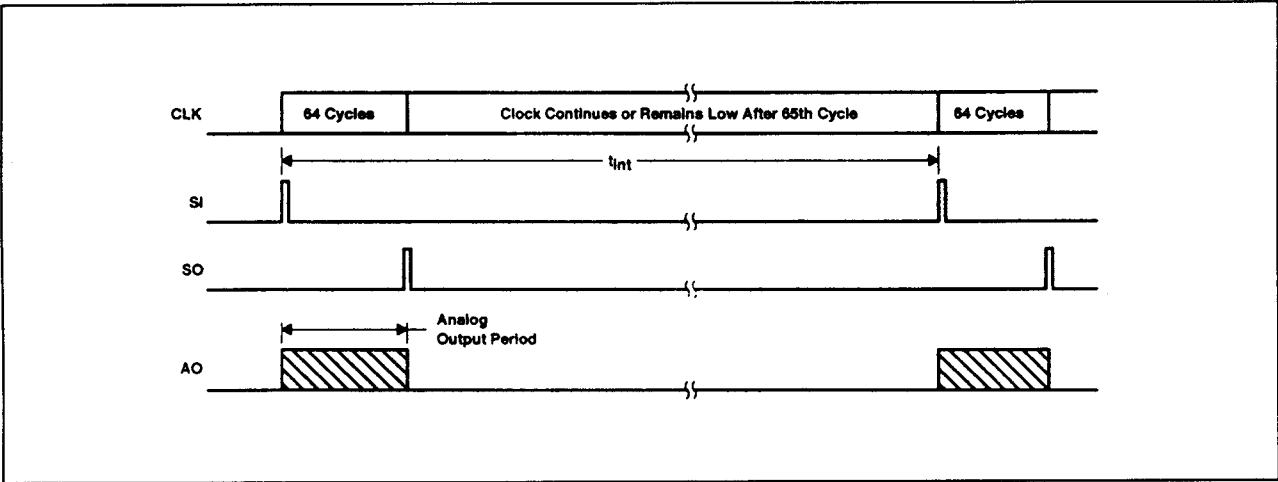 CLK
64 Cycles
Clock Continues or Remains Low After 65th Cycle
64 Cycles
tint
SI
SO
Analog
Output Period
AO